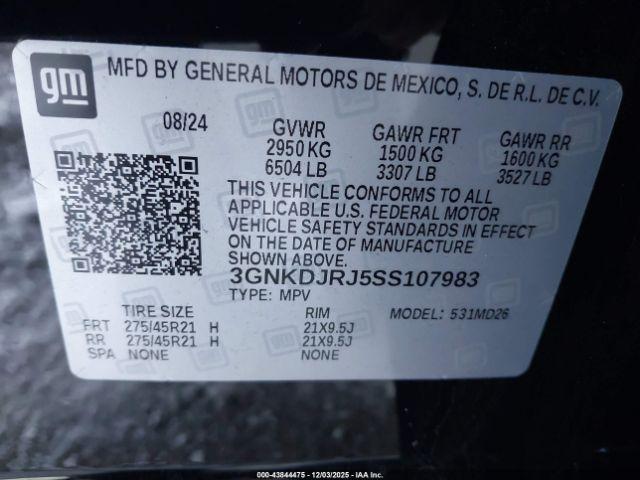 gm
MFD BY GENERAL MOTORS DE MEXICO, S. DE R.L. DE C.V.
08/24 GVWR GAWR FRT GAWR RR
2950 KG 1500 KG 1600 KG
6504 LB 3307 LB 3527 LB
THIS VEHICLE CONFORMS TO ALL
APPLICABLE U.S. FEDERAL MOTOR
VEHICLE SAFETY STANDARDS IN EFFECT
ON THE DATE OF MANUFACTURE
SHOWN ABOVE.
3GNKDJRJ5SS107983
TYPE: MPV
TIRE SIZE RIM MODEL: 531MD26
FRT 275/45R21 H 21X9.5J
RR 275/45R21 H 21X9.5J
SPA NONE NONE
© Lot# 43844475 - 12/03/2025 - IAA Inc.